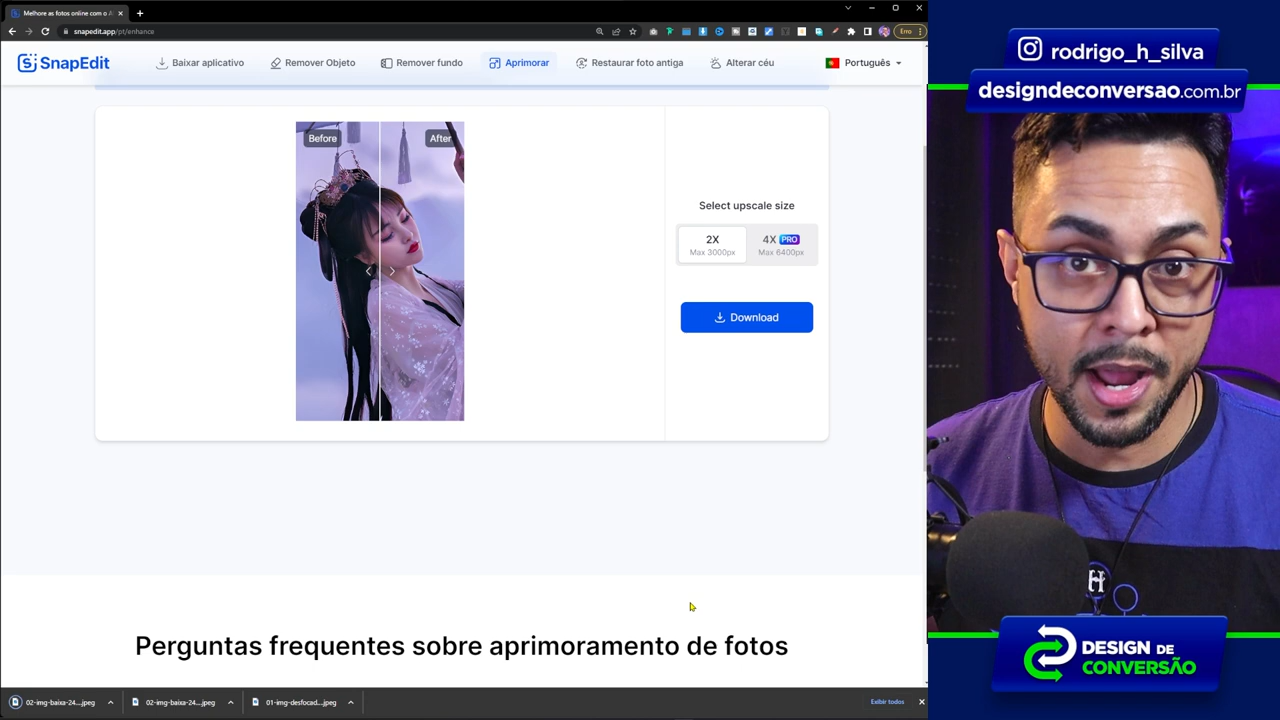 Melhore as fotos online com o A
snapedit.app/pt/enhance
Erro
SnapEdit
Baixar aplicativo
Remover Objeto
Remover fundo
Aprimorar
Restaurar foto antiga
Alterar céu
Português
Before
After
Select upscale size
2X
Max 3000px
4X PRO
Max 6400px
Download
Perguntas frequentes sobre aprimoramento de fotos
02-img-baixa-24....jpeg
02-img-baixa-24....jpeg
01-img-desfocad....jpeg
Exibir todos
rodrigo_h_silva
designdeconversao.com.br
H
DESIGN DE
CONVERSÃO